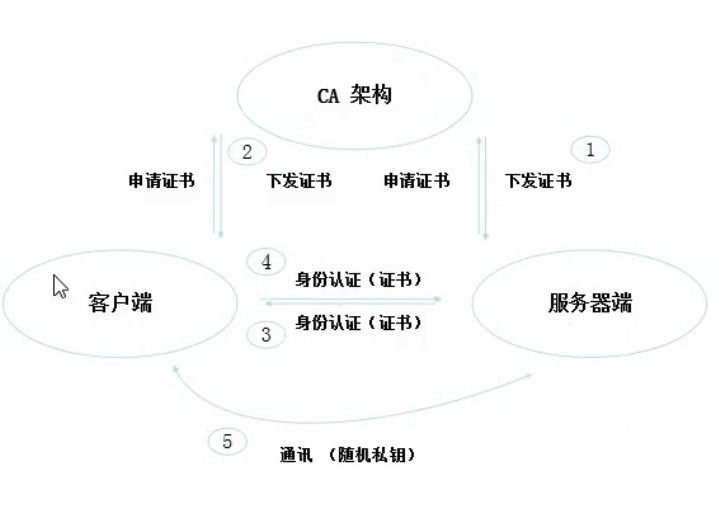 CA 架构
2
1
申请证书
下发证书
申请证书
下发证书
4
身份认证（证书）
客户端
服务器端
3
身份认证（证书）
5
通讯 （随机私钥）